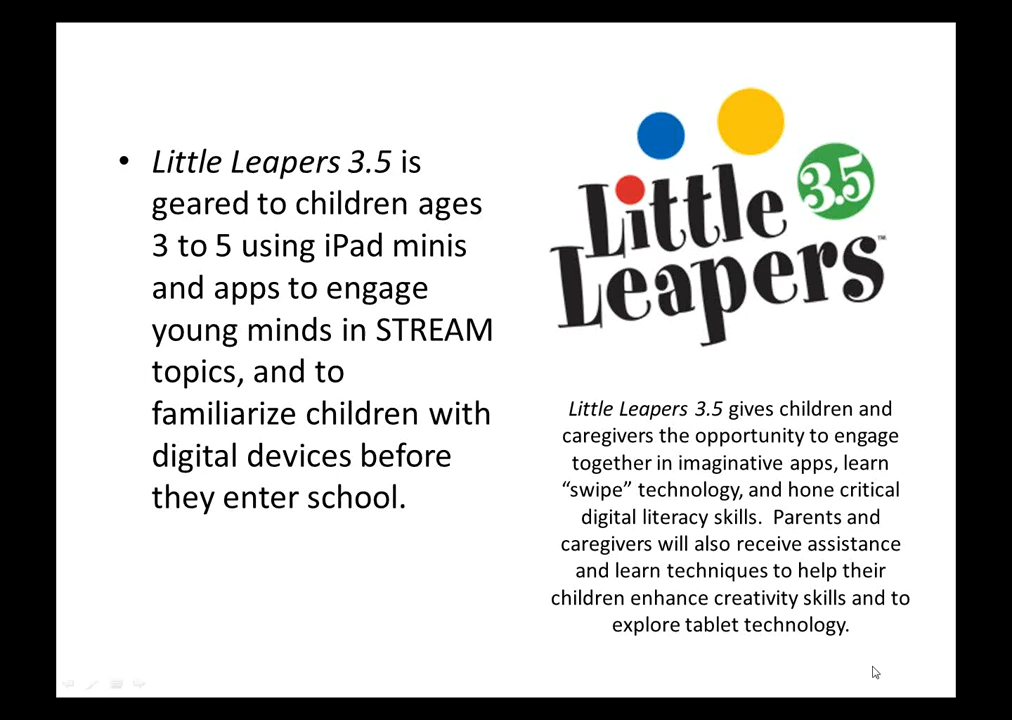 • Little Leapers 3.5 is
geared to children ages
3 to 5 using iPad minis
and apps to engage
young minds in STREAM
topics, and to
familiarize children with
digital devices before
they enter school.
Little 3.5
Leapers™
Little Leapers 3.5 gives children and
caregivers the opportunity to engage
together in imaginative apps, learn
“swipe” technology, and hone critical
digital literacy skills.  Parents and
caregivers will also receive assistance
and learn techniques to help their
children enhance creativity skills and to
explore tablet technology.